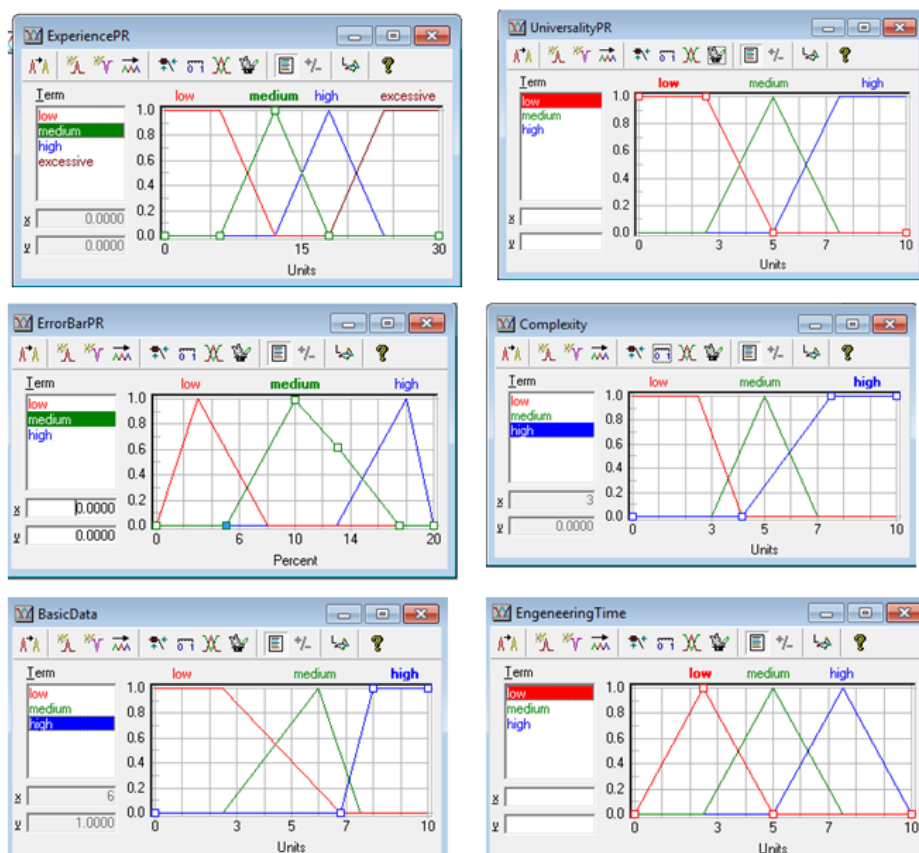 ExperiencePR
Term
low
medium
high
excessive
low medium high excessive
1.0
0.8
0.6
0.4
0.2
0.0
0.0000
0.0000
0 15 30
Units
UniversalityPR
Term
low
medium
high
low medium high
1.0
0.8
0.6
0.4
0.2
0.0
0 3 5 7 10
Units
ErrorBarPR
Term
low
medium
high
low medium high
1.0
0.8
0.6
0.4
0.2
0.0
0.0000
0.0000
0 6 10 14 20
Percent
Complexity
Term
low
medium
high
low medium high
1.0
0.8
0.6
0.4
0.2
0.0
3
0.0000
0 3 5 7 10
Units
BasicData
Term
low
medium
high
low medium high
1.0
0.8
0.6
0.4
0.2
0.0
6
1.0000
0 3 5 7 10
Units
EngeneeringTime
Term
low
medium
high
low medium high
1.0
0.8
0.6
0.4
0.2
0.0
0 3 5 7 10
Units